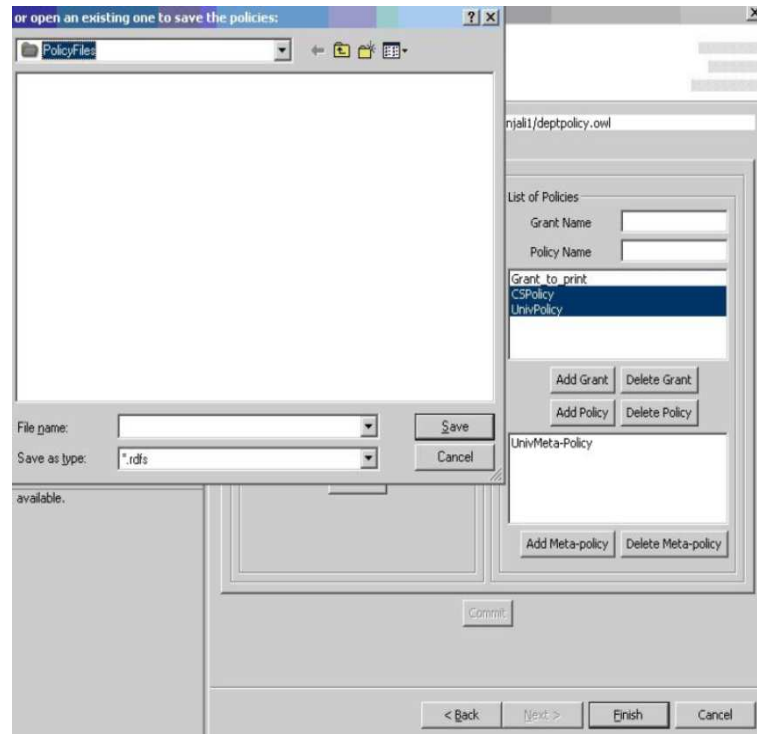 or open an existing one to save the policies:
PolicyFiles
File name:
Save
Save as type:
*.rdfs
Cancel
available.
njali1/deptpolicy.owl
List of Policies
Grant Name
Policy Name
Grant_to_print
CSPolicy
UnivPolicy
Add Grant
Delete Grant
Add Policy
Delete Policy
UnivMeta-Policy
Add Meta-policy
Delete Meta-policy
Commit
< Back
Next >
Finish
Cancel